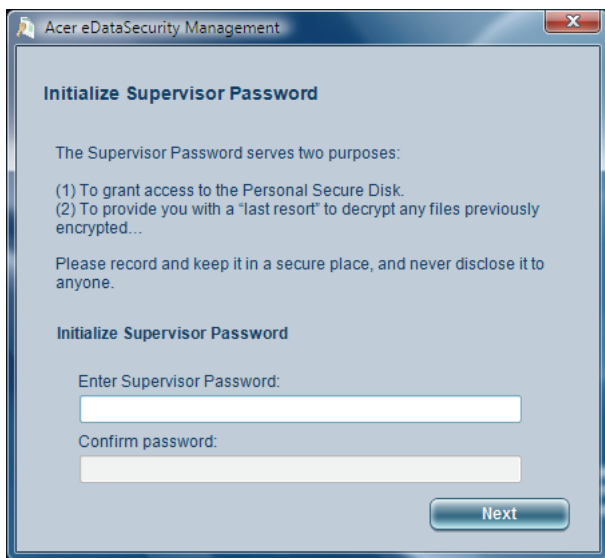 Acer eDataSecurity Management
X
Initialize Supervisor Password
The Supervisor Password serves two purposes:
(1) To grant access to the Personal Secure Disk.
(2) To provide you with a “last resort” to decrypt any files previously
encrypted...
Please record and keep it in a secure place, and never disclose it to
anyone.
Initialize Supervisor Password
Enter Supervisor Password:
Confirm password:
Next